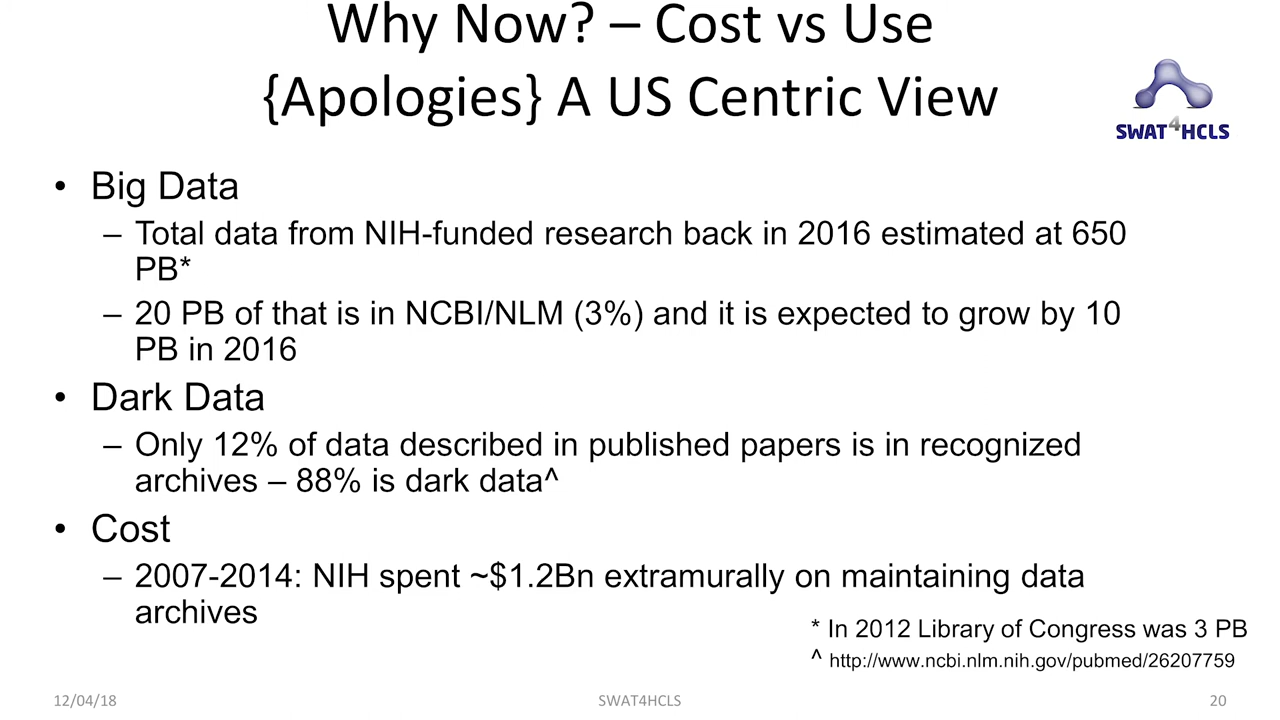 Why Now? – Cost vs Use
{Apologies} A US Centric View
SWAT4HCLS
• Big Data
– Total data from NIH-funded research back in 2016 estimated at 650
PB*
– 20 PB of that is in NCBI/NLM (3%) and it is expected to grow by 10
PB in 2016
• Dark Data
– Only 12% of data described in published papers is in recognized
archives – 88% is dark data^
• Cost
– 2007-2014: NIH spent ~$1.2Bn extramurally on maintaining data
archives
* In 2012 Library of Congress was 3 PB
^ http://www.ncbi.nlm.nih.gov/pubmed/26207759
12/04/18
SWAT4HCLS
20